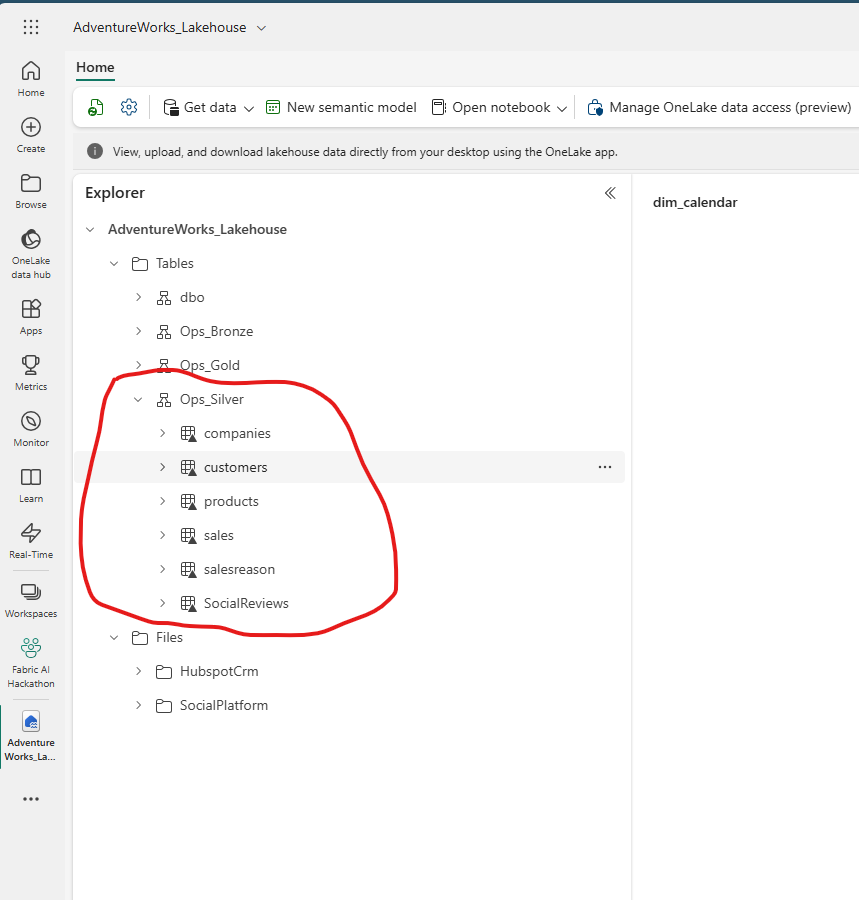 AdventureWorks_Lakehouse
Home
Home
Create
Browse
OneLake
data hub
Apps
Metrics
Monitor
Learn
Real-Time
Workspaces
Fabric AI
Hackathon
Adventure
Works_La...
Get data
New semantic model
Open notebook
Manage OneLake data access (preview)
View, upload, and download lakehouse data directly from your desktop using the OneLake app.
Explorer
AdventureWorks_Lakehouse
Tables
dbo
Ops_Bronze
Ops_Gold
Ops_Silver
companies
customers
products
sales
salesreason
SocialReviews
Files
HubspotCrm
SocialPlatform
dim_calendar